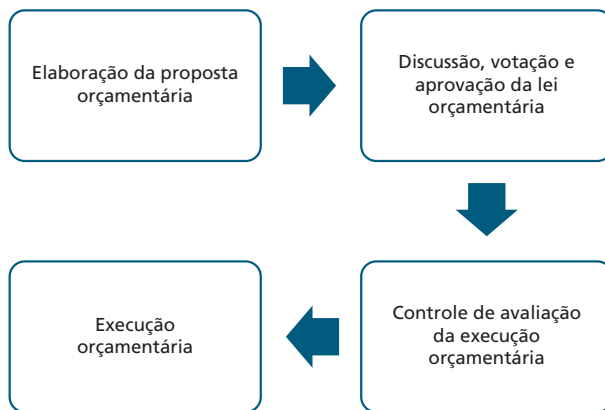 Elaboração da proposta
orçamentária
Discussão, votação e
aprovação da lei
orçamentária
Controle de avaliação
da execução
orçamentária
Execução
orçamentária